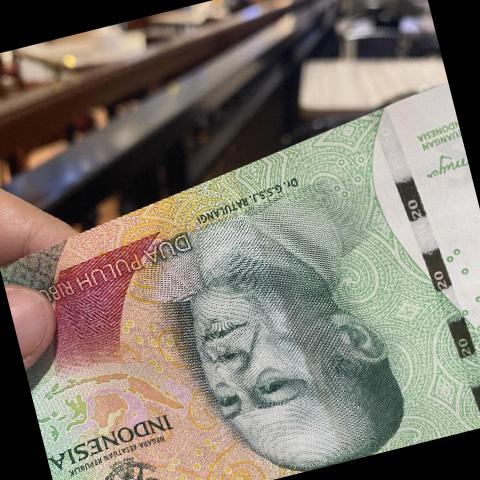 NEGARA KESATUAN REPUBLIK
INDONESIA
DUA PULUH RIBU
Dr. G.S.S.J. RATULANGI
20
20
20